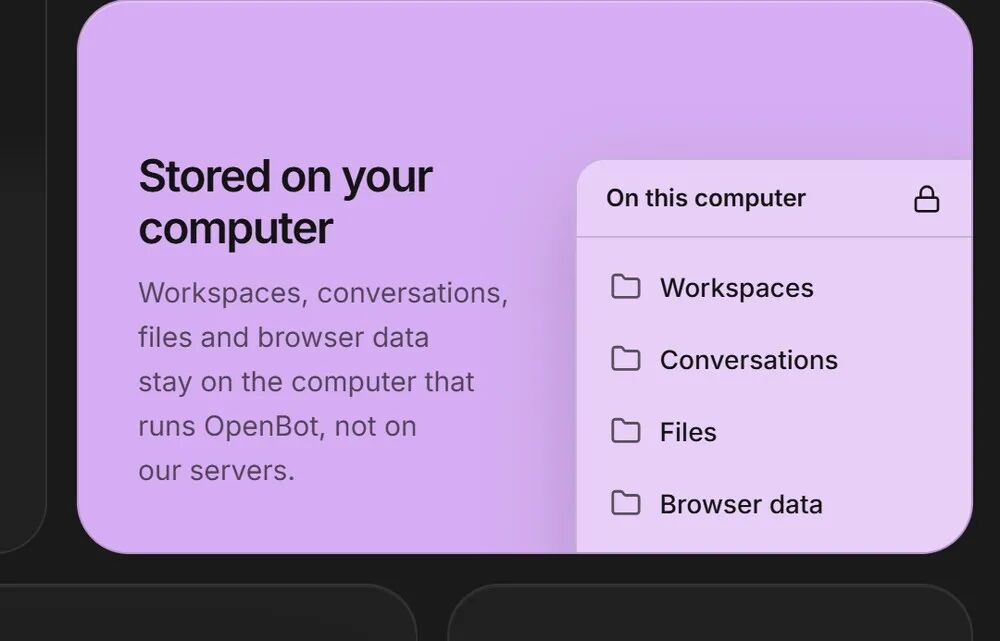 Stored on your
computer
Workspaces, conversations,
files and browser data
stay on the computer that
runs OpenBot, not on
our servers.
On this computer
Workspaces
Conversations
Files
Browser data